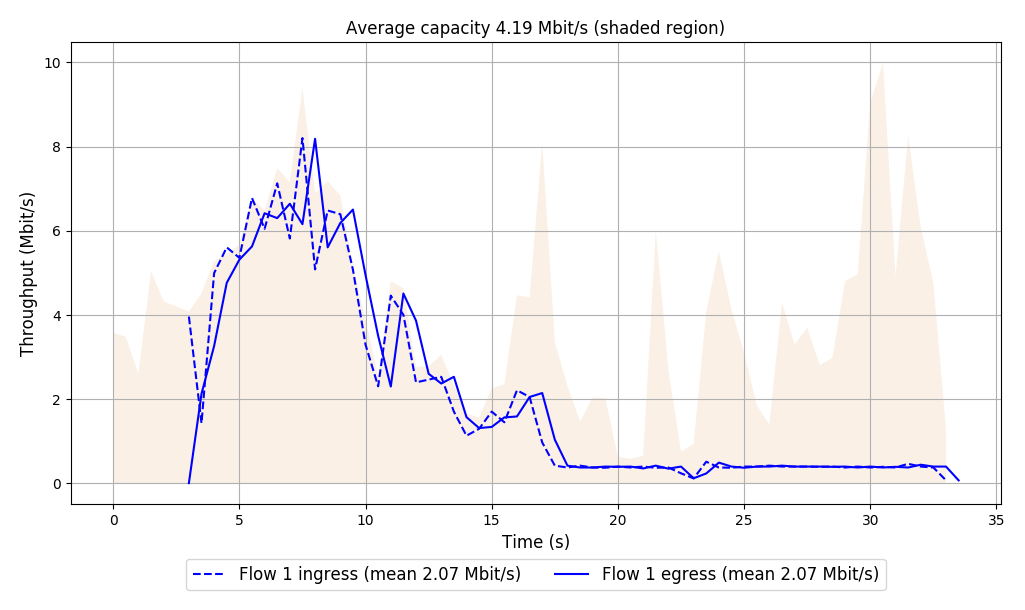 Average capacity 4.19 Mbit/s (shaded region)
10
8
6
4
2
0
Throughput (Mbit/s)
0 5 10 15 20 25 30 35
Time (s)
Flow 1 ingress (mean 2.07 Mbit/s) Flow 1 egress (mean 2.07 Mbit/s)